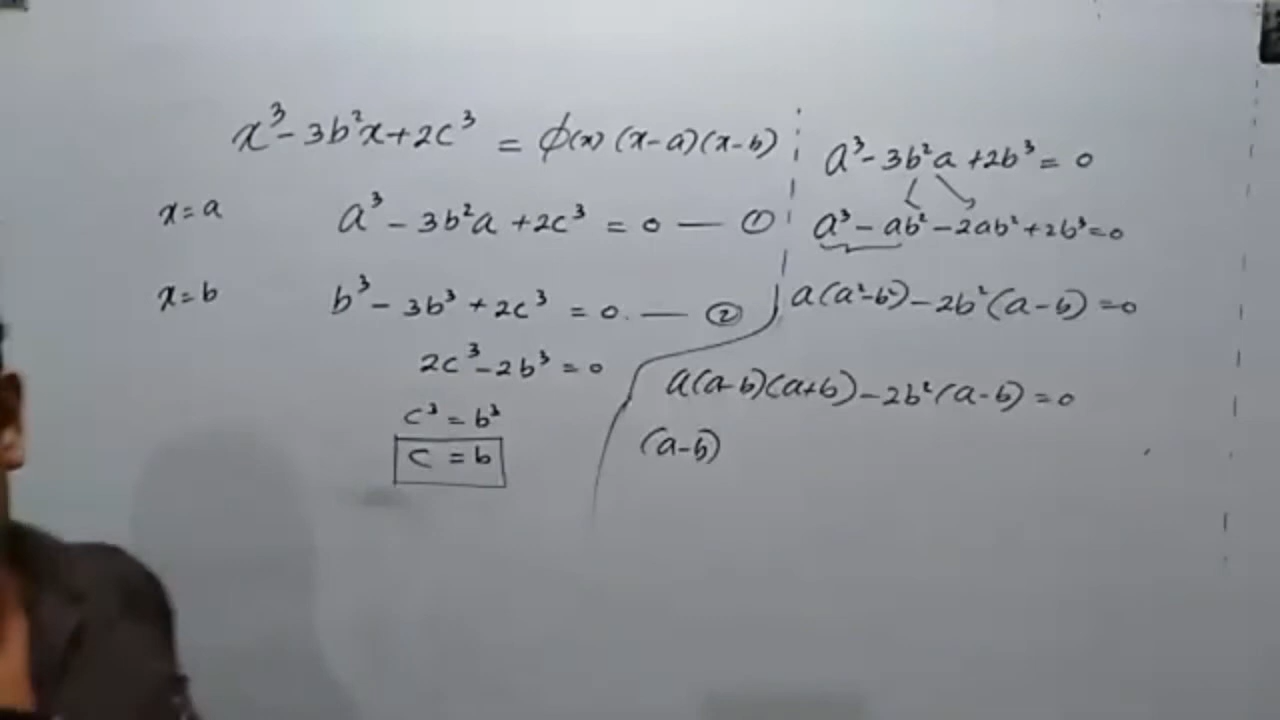 x³ - 3b²x + 2c³ = ϕ(x) (x-a)(x-b)
x=a a³ - 3b²a + 2c³ = 0 — ①
x=b b³ - 3b³ + 2c³ = 0. — ②
2c³ - 2b³ = 0
c³ = b³
c = b
a³ - 3b²a + 2b³ = 0
a³ - ab² - 2ab² + 2b³ = 0
a(a²-b²) - 2b²(a-b) = 0
a(a-b)(a+b) - 2b²(a-b) = 0
(a-b)